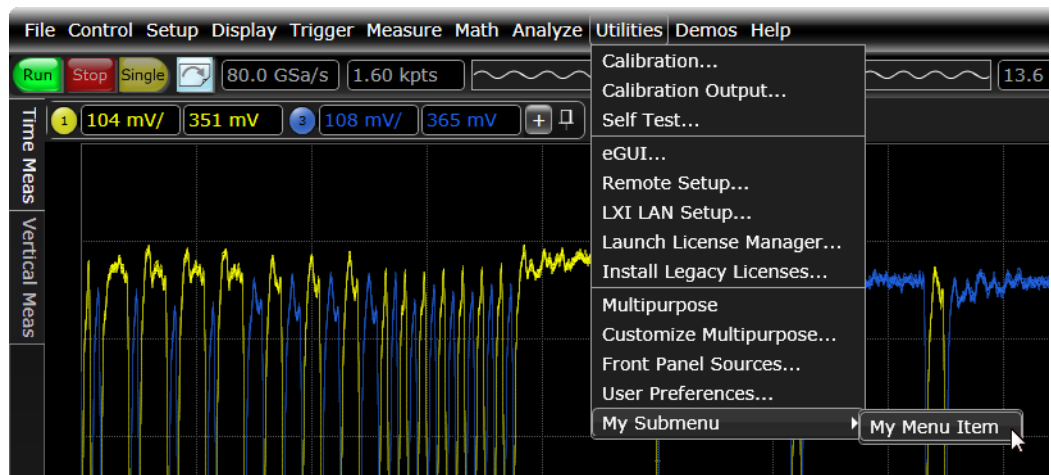 File Control Setup Display Trigger Measure Math Analyze Utilities Demos Help
Run Stop Single 80.0 GSa/s 1.60 kpts 13.6
1 104 mV/ 351 mV 3 108 mV/ 365 mV +
Time Meas
Vertical Meas
Calibration...
Calibration Output...
Self Test...
eGUI...
Remote Setup...
LXI LAN Setup...
Launch License Manager...
Install Legacy Licenses...
Multipurpose
Customize Multipurpose...
Front Panel Sources...
User Preferences...
My Submenu
My Menu Item